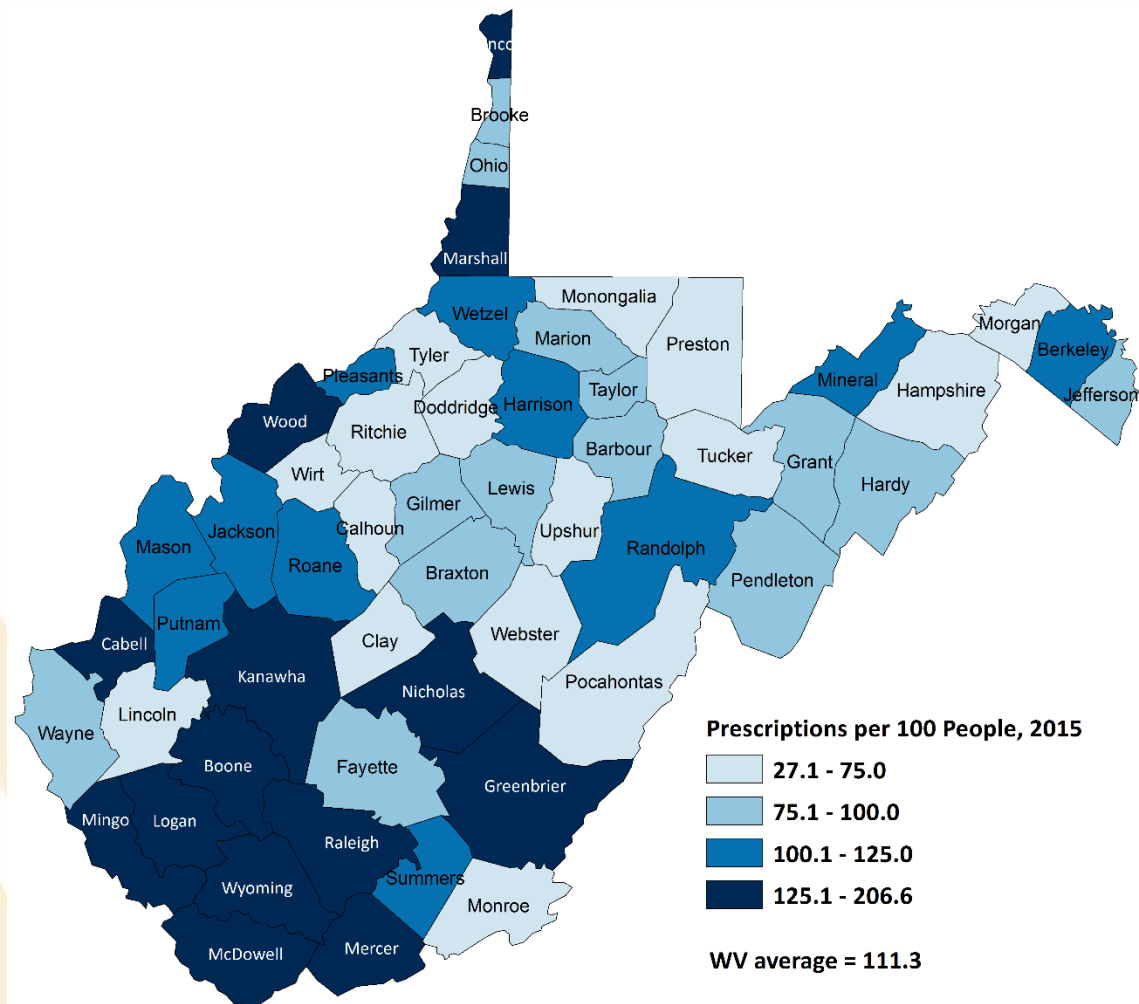 nco
Brooke
Ohio
Marshall
Wetzel
Monongalia
Marion
Preston
Morgan
Berkeley
Jefferson
Mineral
Hampshire
Tyler
Pleasants
Doddridge
Harrison
Taylor
Wood
Ritchie
Barbour
Tucker
Grant
Hardy
Wirt
Gilmer
Lewis
Upshur
Calhoun
Randolph
Pendleton
Jackson
Mason
Roane
Braxton
Putnam
Cabell
Clay
Webster
Kanawha
Nicholas
Pocahontas
Lincoln
Wayne
Boone
Fayette
Greenbrier
Mingo
Logan
Raleigh
Wyoming
Summers
Monroe
McDowell
Mercer
Prescriptions per 100 People, 2015
27.1 - 75.0
75.1 - 100.0
100.1 - 125.0
125.1 - 206.6
WV average = 111.3